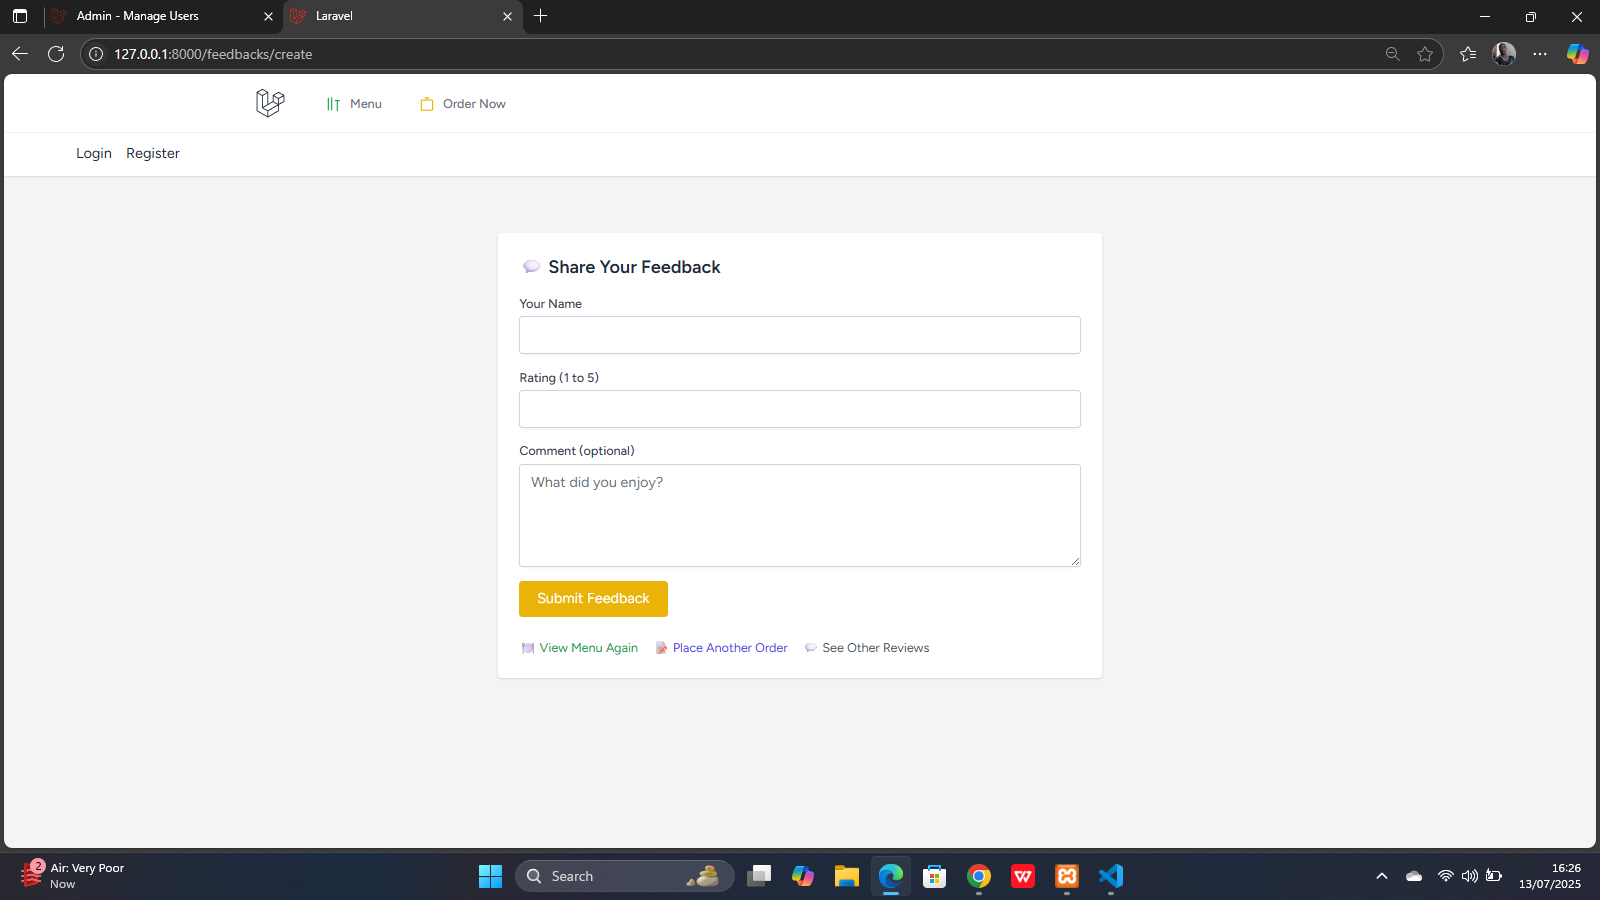 Admin - Manage Users
Laravel
127.0.0.1:8000/feedbacks/create
Menu
Order Now
Login Register
Share Your Feedback
Your Name
Rating (1 to 5)
Comment (optional)
What did you enjoy?
Submit Feedback
View Menu Again
Place Another Order
See Other Reviews
2
Air: Very Poor
Now
Search
W
16:26
13/07/2025